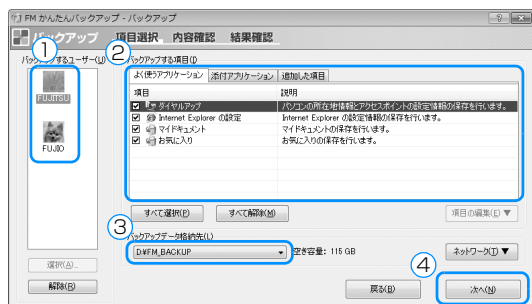 FM かんたんバックアップ - バックアップ
バックアップ 項目選択 内容確認 結果確認
①
バックアップするユーザー(U)
FUJITSU
FUJIO
選択(A)...
解除(R)
②
バックアップする項目(I)
よく使うアプリケーション 添付アプリケーション 追加した項目
項目 説明
ダイヤルアップ パソコンの所在地情報とアクセスポイントの設定情報の保存を行います。
Internet Explorer の設定 Internet Explorer の設定情報の保存を行います。
マイドキュメント マイドキュメントの保存を行います。
お気に入り お気に入りの保存を行います。
すべて選択(P) すべて解除(M) 項目の編集(E) ▼
③
バックアップデータ格納先(L)
D:¥FM_BACKUP 空き容量: 115 GB ネットワーク(T) ▼
④
戻る(B) 次へ(N)